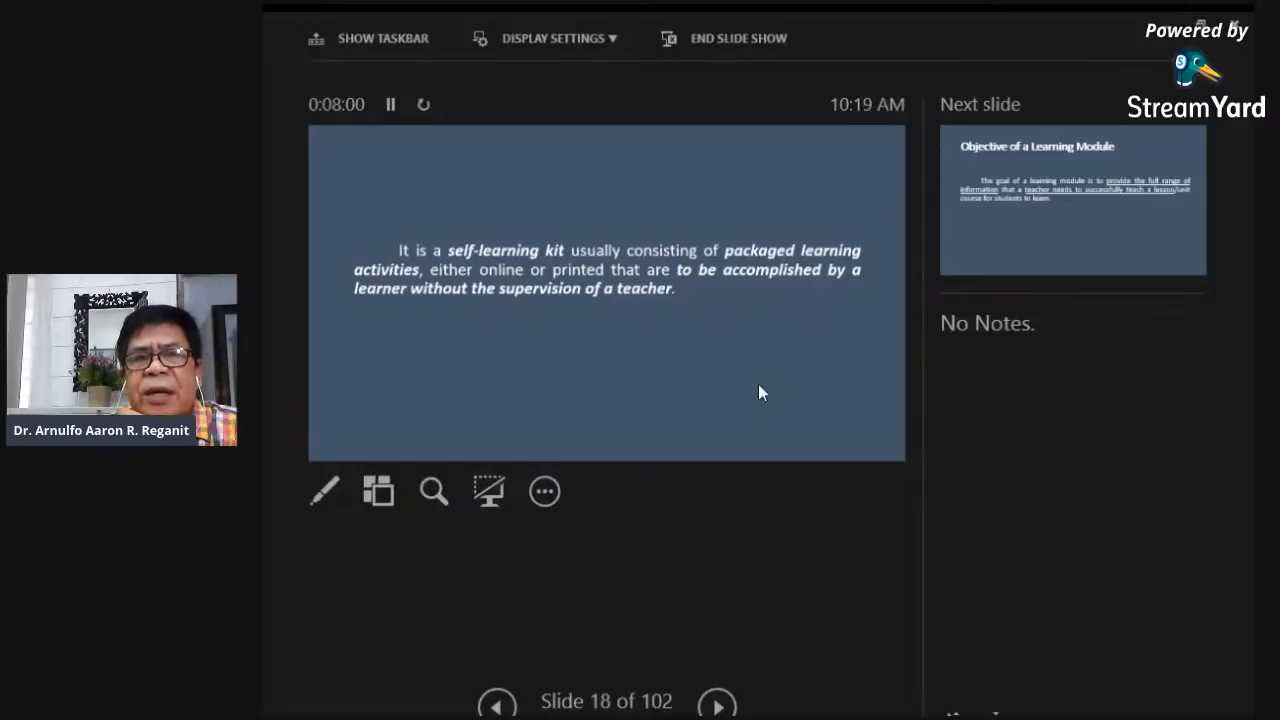 SHOW TASKBAR
DISPLAY SETTINGS ▼
END SLIDE SHOW
Powered by
S
StreamYard
0:08:00
10:19 AM
Next slide
It is a self-learning kit usually consisting of packaged learning
activities, either online or printed that are to be accomplished by a
learner without the supervision of a teacher.
Objective of a Learning Module
The goal of a learning module is to provide the full range of
information that a teacher needs to successfully teach a lesson/unit
course for students to learn.
No Notes.
Dr. Arnulfo Aaron R. Reganit
Slide 18 of 102